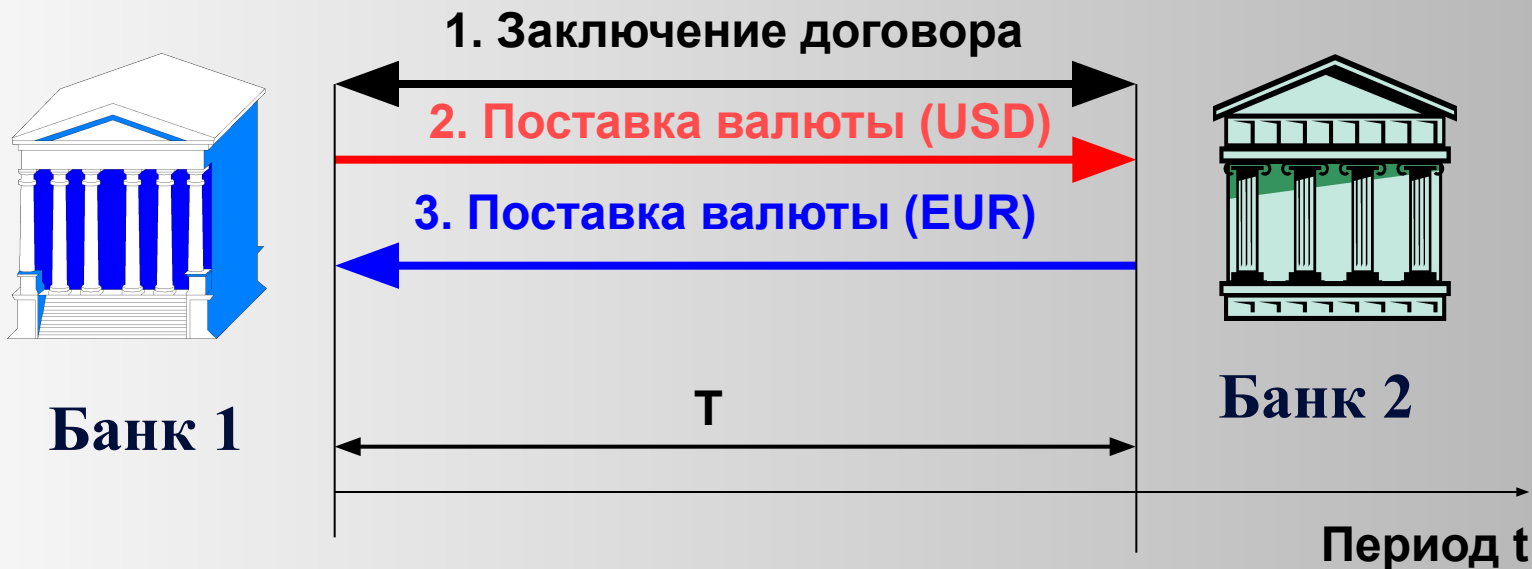 1. Заключение договора
2. Поставка валюты (USD)
3. Поставка валюты (EUR)
Банк 1
T
Банк 2
Период t